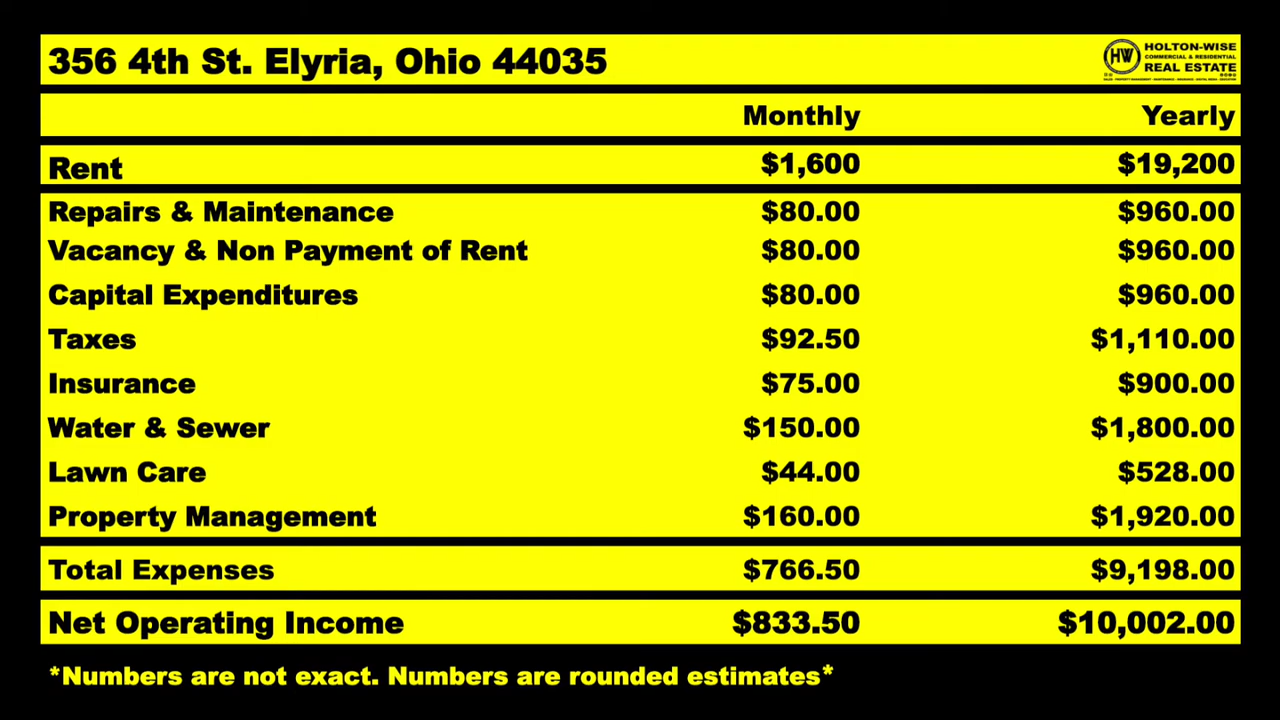 356 4th St. Elyria, Ohio 44035
HW HOLTON-WISE
COMMERCIAL & RESIDENTIAL
REAL ESTATE
Monthly Yearly
Rent $1,600 $19,200
Repairs & Maintenance $80.00 $960.00
Vacancy & Non Payment of Rent $80.00 $960.00
Capital Expenditures $80.00 $960.00
Taxes $92.50 $1,110.00
Insurance $75.00 $900.00
Water & Sewer $150.00 $1,800.00
Lawn Care $44.00 $528.00
Property Management $160.00 $1,920.00
Total Expenses $766.50 $9,198.00
Net Operating Income $833.50 $10,002.00
*Numbers are not exact. Numbers are rounded estimates*